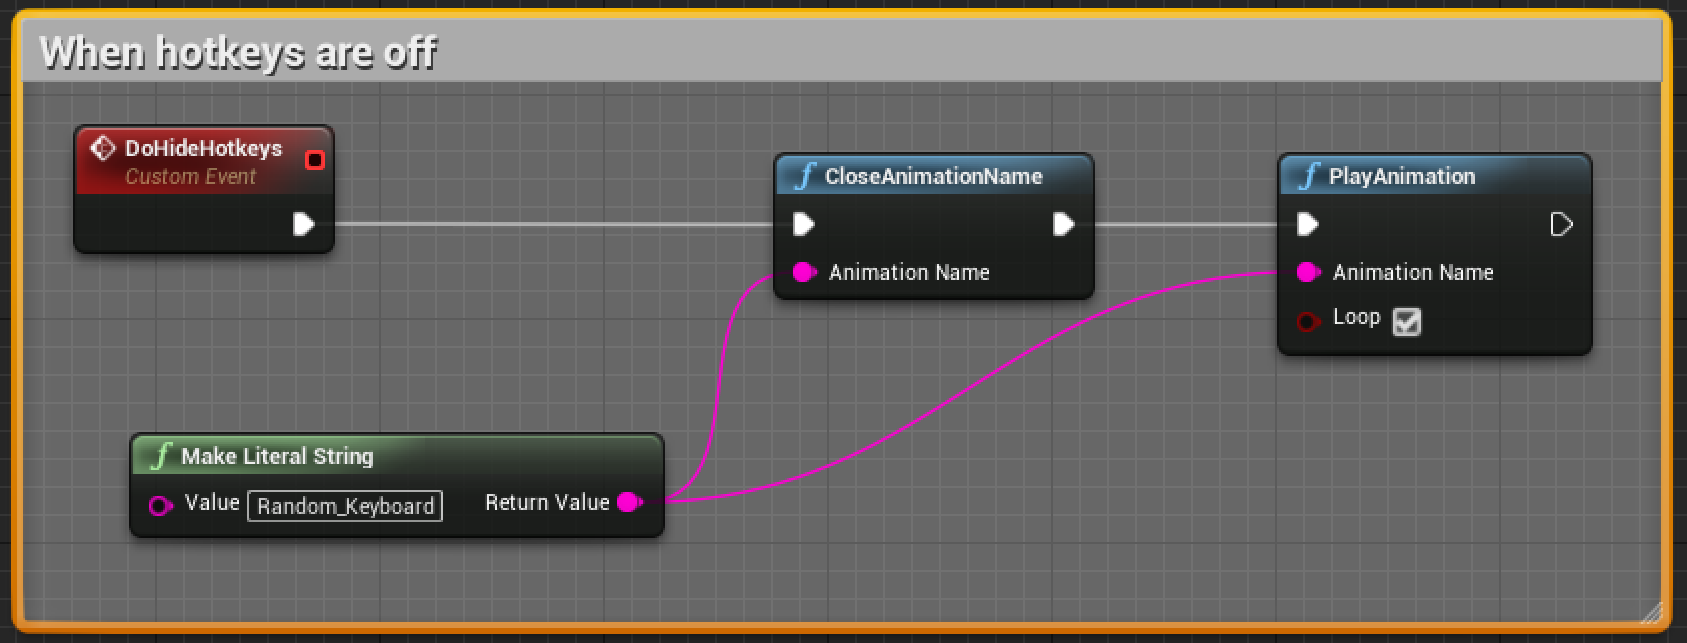 When hotkeys are off
DoHideHotkeys
Custom Event
CloseAnimationName
Animation Name
PlayAnimation
Animation Name
Loop
Make Literal String
Value Random_Keyboard Return Value